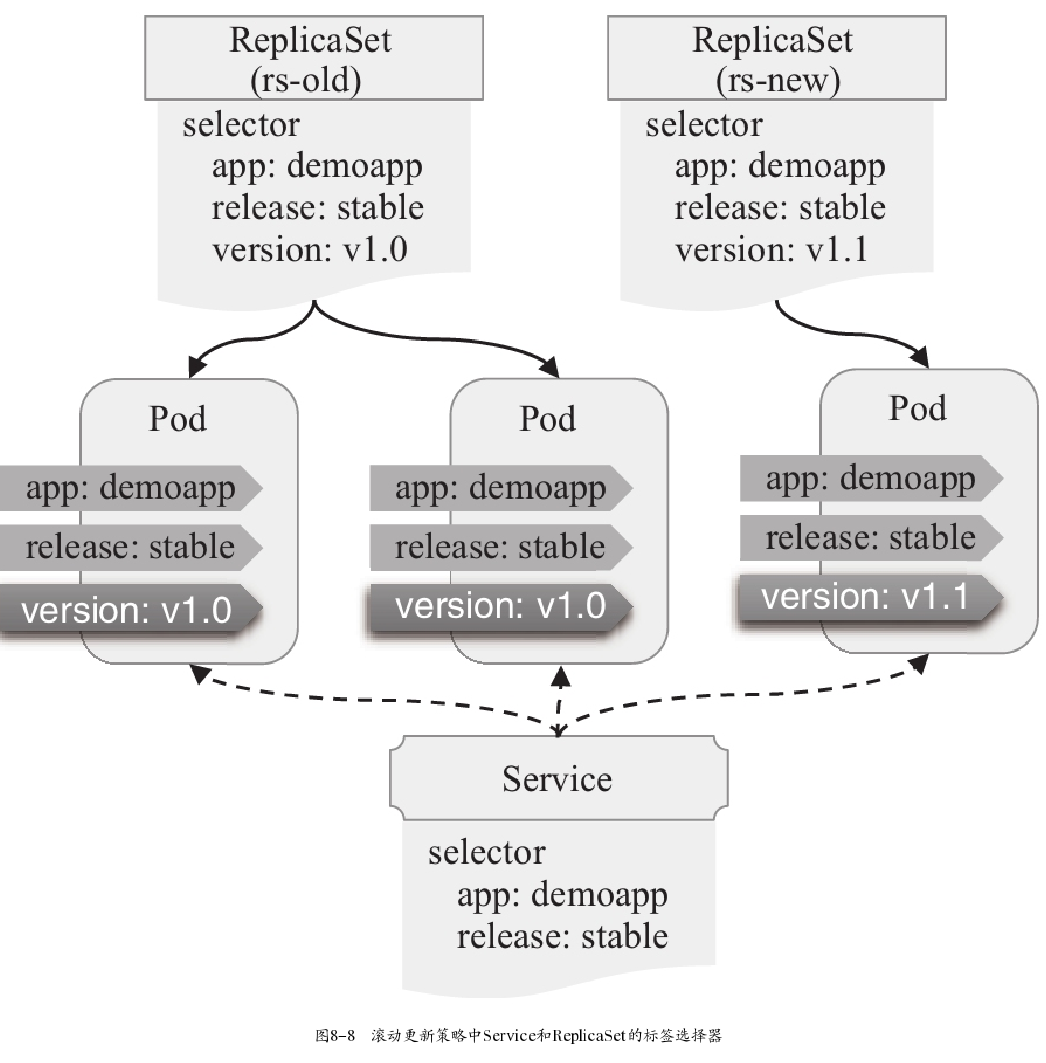 ReplicaSet
(rs-old)
selector
app: demoapp
release: stable
version: v1.0
ReplicaSet
(rs-new)
selector
app: demoapp
release: stable
version: v1.1
Pod
app: demoapp
release: stable
version: v1.0
Pod
app: demoapp
release: stable
version: v1.0
Pod
app: demoapp
release: stable
version: v1.1
Service
selector
app: demoapp
release: stable
图8-8 滚动更新策略中Service和ReplicaSet的标签选择器